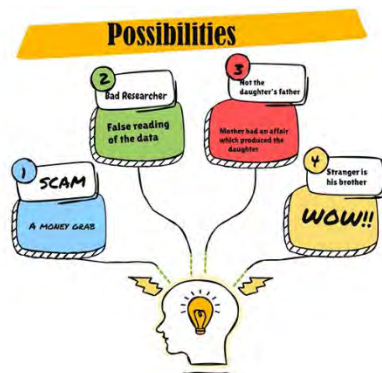 Possibilities
1
SCAM
A MONEY GRAB
2
Bad Researcher
False reading
of the data
3
Not the
daughter's father
Mother had an affair
which produced the
daughter
4
Stranger is
his brother
WOW!!